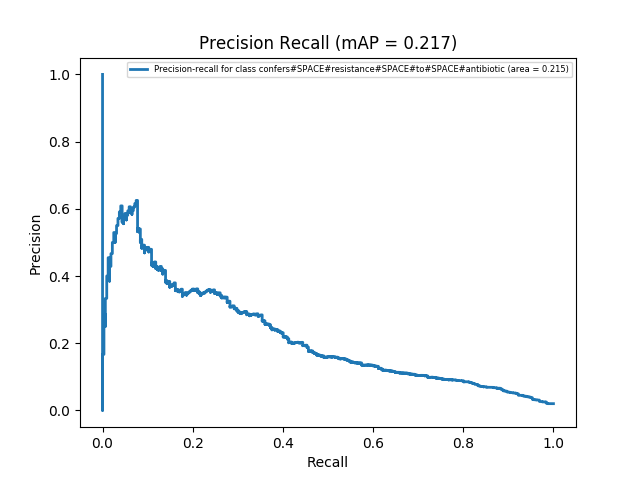 Precision Recall (mAP = 0.217)
Precision-recall for class confers#SPACE#resistance#SPACE#to#SPACE#antibiotic (area = 0.215)
1.0
0.8
0.6
0.4
0.2
0.0
Precision
0.0 0.2 0.4 0.6 0.8 1.0
Recall